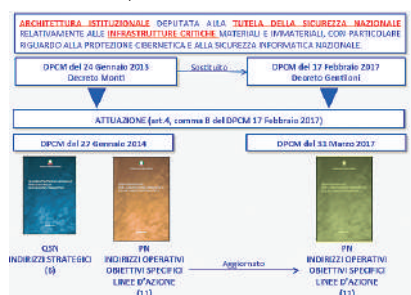 ARCHITETTURA ISTITUZIONALE DEPUTATA ALLA TUTELA DELLA SICUREZZA NAZIONALE
RELATIVAMENTE ALLE INFRASTRUTTURE CRITICHE MATERIALI E IMMATERIALI, CON PARTICOLARE
RIGUARDO ALLA PROTEZIONE CIBERNETICA E ALLA SICUREZZA INFORMATICA NAZIONALE.
DPCM del 24 Gennaio 2013
Decreto Monti
Sostituito
DPCM del 17 Febbraio 2017
Decreto Gentiloni
ATTUAZIONE (art.4, comma B del DPCM 17 Febbraio 2017)
DPCM del 27 Gennaio 2014
DPCM del 31 Marzo 2017
QSN
INDIRIZZI STRATEGICI
(6)
PN
INDIRIZZI OPERATIVI
OBIETTIVI SPECIFICI
LINEE D'AZIONE
(11)
Aggiornato
PN
INDIRIZZI OPERATIVI
OBIETTIVI SPECIFICI
LINEE D'AZIONE
(11)